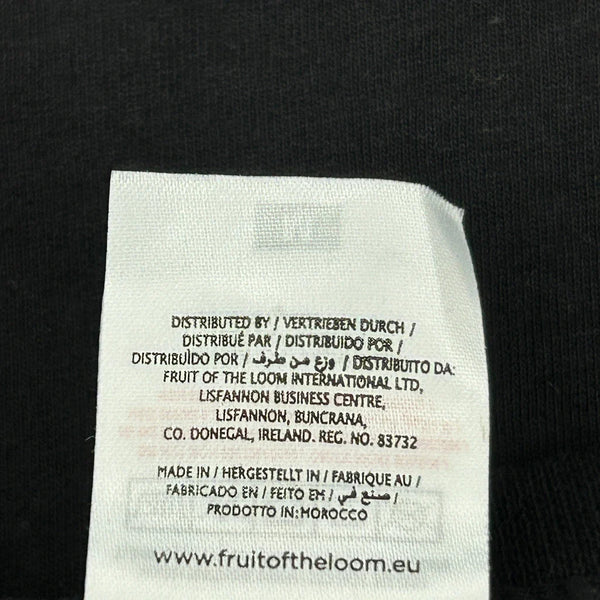 DISTRIBUTED BY / VERTRIEBEN DURCH /
DISTRIBUÉ PAR / DISTRIBUIDO POR /
DISTRIBUÌDO POR / وزع من طرف / DISTRIBUITO DA:
FRUIT OF THE LOOM INTERNATIONAL LTD,
LISFANNON BUSINESS CENTRE,
LISFANNON, BUNCRANA,
CO. DONEGAL, IRELAND. REG. NO. 83732
MADE IN / HERGESTELLT IN / FABRIQUE AU /
FABRICADO EN / FEITO EM / صنع في /
PRODOTTO IN: MOROCCO
www.fruitoftheloom.eu